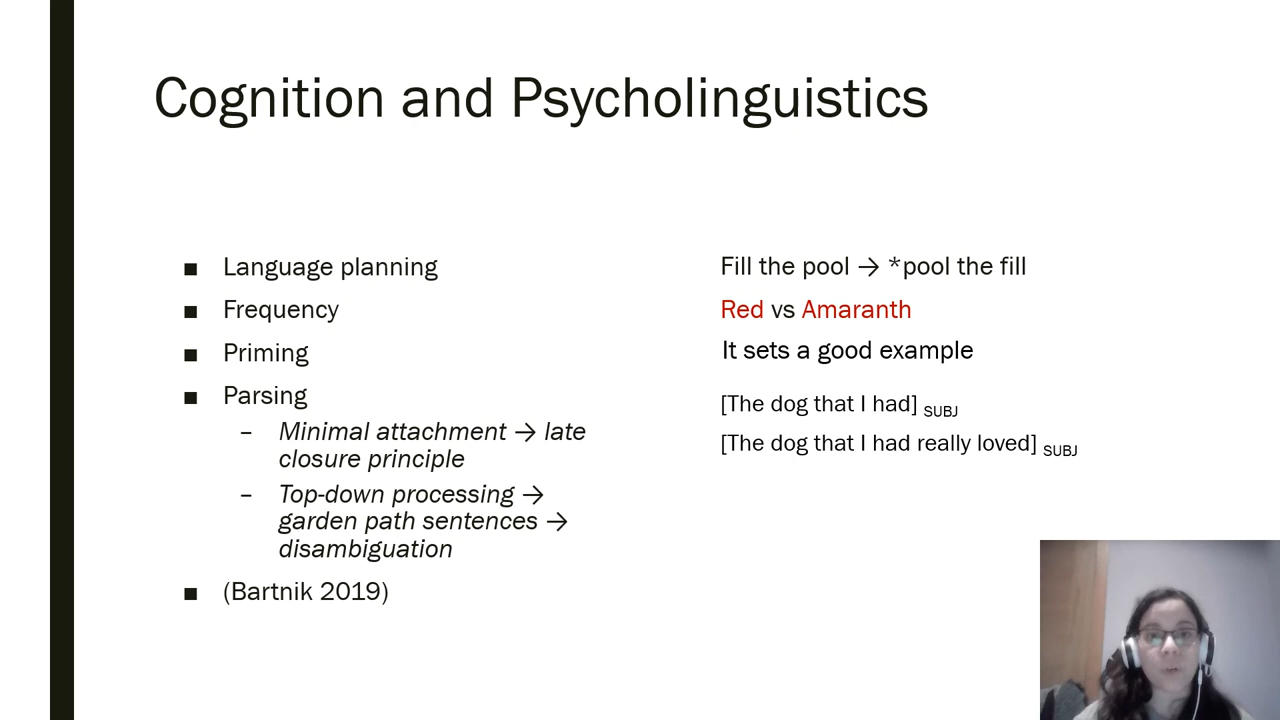 Cognition and Psycholinguistics
■ Language planning
■ Frequency
■ Priming
■ Parsing
– Minimal attachment → late
closure principle
– Top-down processing →
garden path sentences →
disambiguation
■ (Bartnik 2019)
Fill the pool → *pool the fill
Red vs Amaranth
It sets a good example
[The dog that I had] SUBJ
[The dog that I had really loved] SUBJ